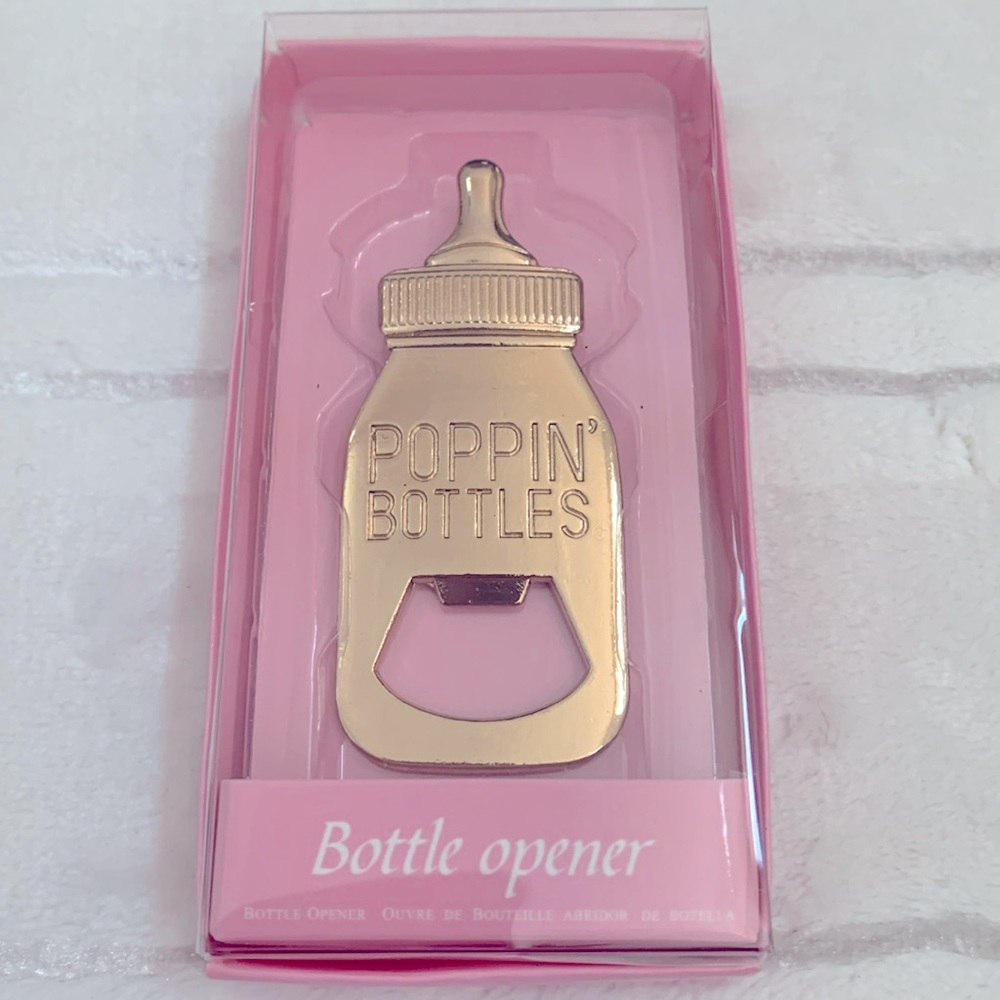 POPPIN'
BOTTLES
Bottle opener
BOTTLE OPENER OUVRE DE BOUTEILLE ABRIDOR DE BOTELLA